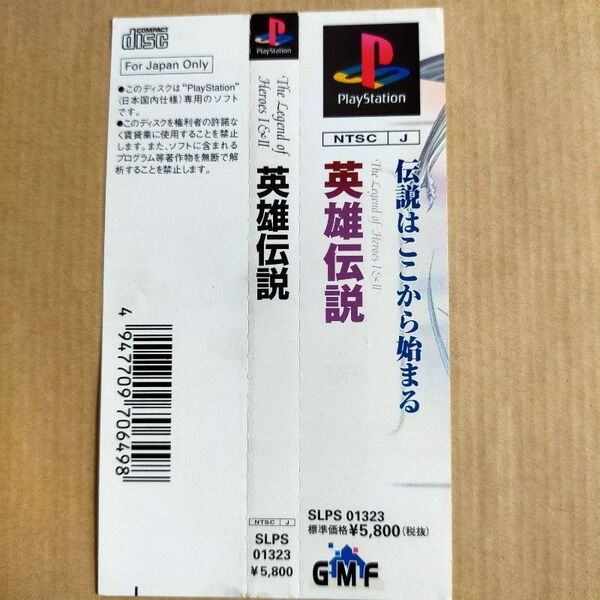 COMPACT
disc
For Japan Only
●このディスクは"PlayStation"
(日本国内仕様)専用のソフト
です。
●このディスクを権利者の許諾な
く賃貸業に使用することを禁止
します。また、ソフトに含まれる
プログラム等著作物を無断で解
析することを禁止します。
4 947709 706498
PlayStation
The Legend of
Heroes I & II
英雄伝説
NTSC J
SLPS
01323
¥5,800
PlayStation
NTSC J
伝説はここから始まる
The Legend of Heroes I & II
英雄伝説
SLPS 01323
標準価格¥5,800(税抜)
GMF